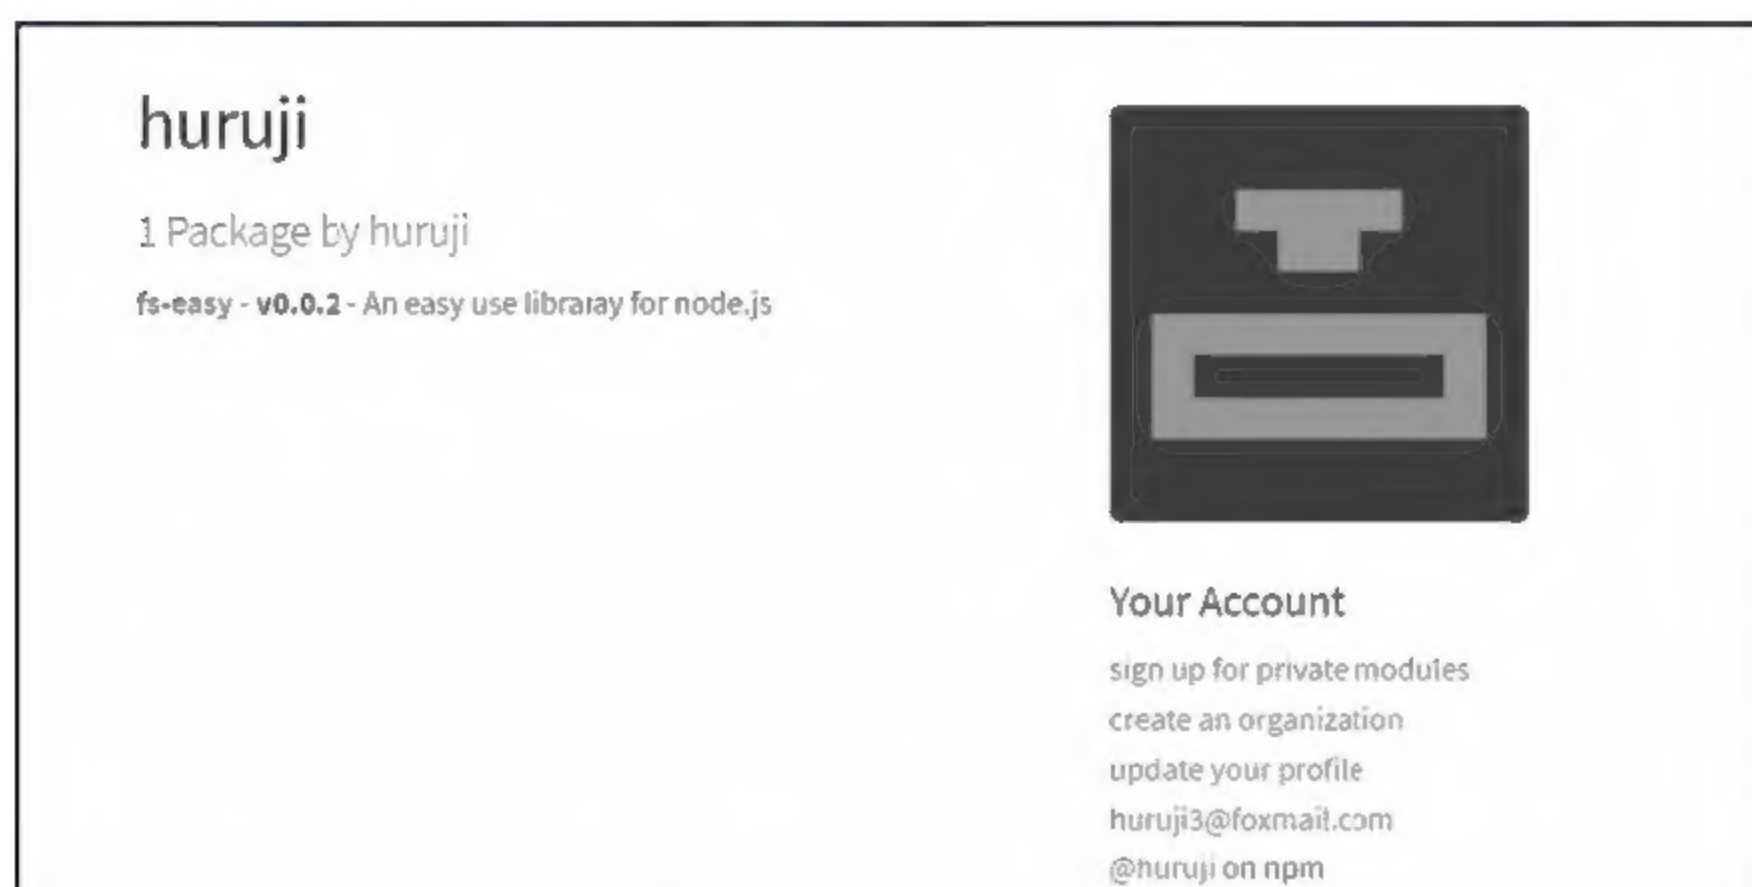 huruji
1 Package by huruji
fs-easy - v0.0.2 - An easy use libraray for node.js
Your Account
sign up for private modules
create an organization
update your profile
huruji3@foxmail.com
@huruji on npm